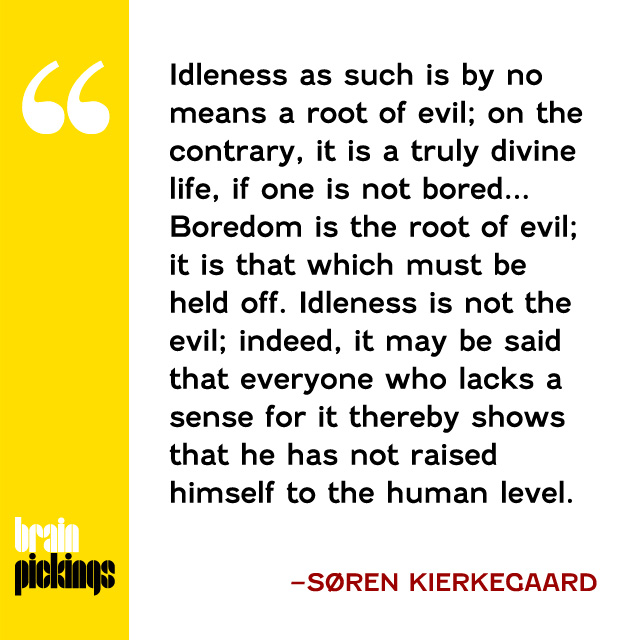 “
Idleness as such is by no
means a root of evil; on the
contrary, it is a truly divine
life, if one is not bored...
Boredom is the root of evil;
it is that which must be
held off. Idleness is not the
evil; indeed, it may be said
that everyone who lacks a
sense for it thereby shows
that he has not raised
himself to the human level.
brain
pickings
–SØREN KIERKEGAARD